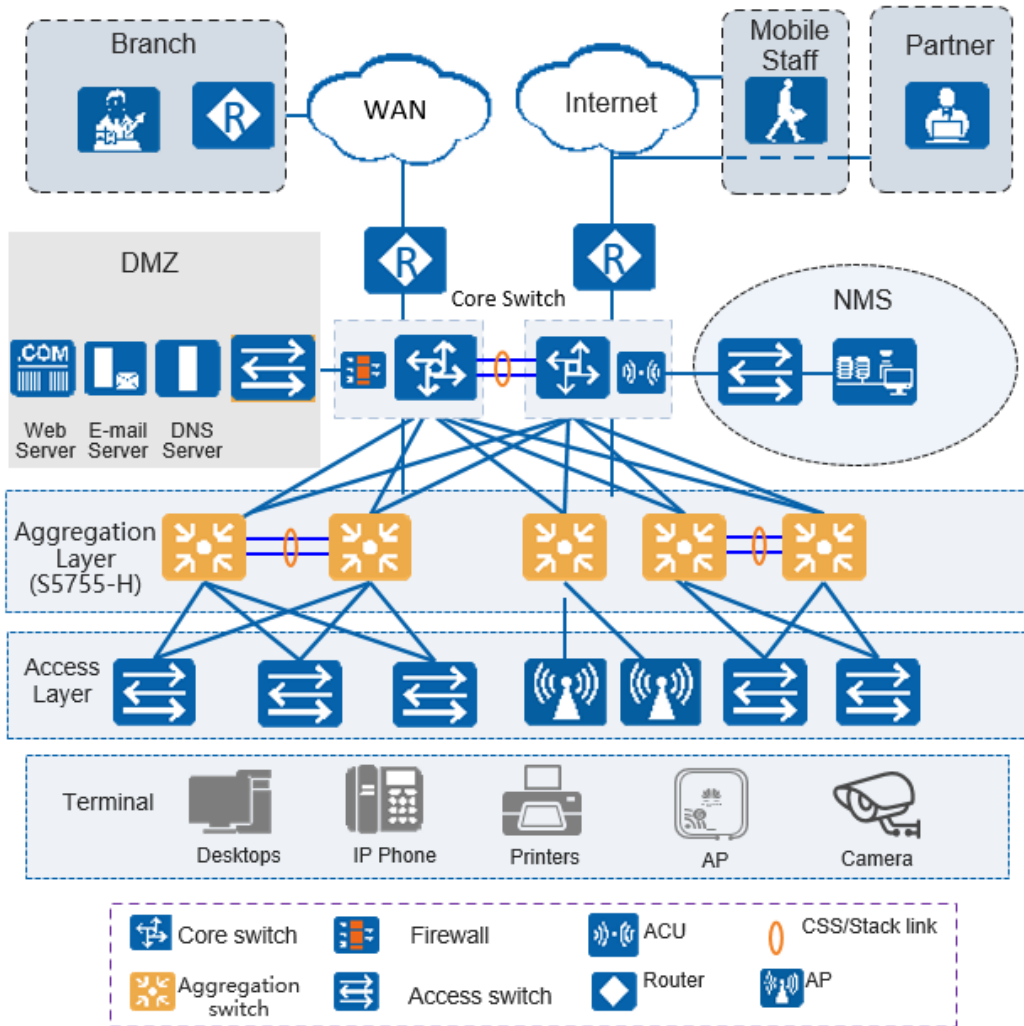 Branch
R
WAN
Internet
Mobile
Staff
Partner
DMZ
R
R
Core Switch
NMS
.COM
Web
Server
E-mail
Server
DNS
Server
Aggregation
Layer
(S5755-H)
Access
Layer
Terminal
Desktops
IP Phone
Printers
AP
Camera
Core switch
Firewall
ACU
CSS/Stack link
Aggregation
switch
Access switch
Router
AP